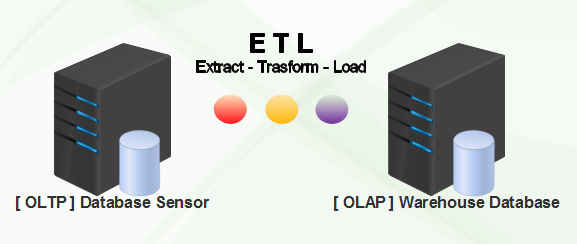 E T L
Extract - Trasform - Load
[ OLTP ] Database Sensor
[ OLAP ] Warehouse Database